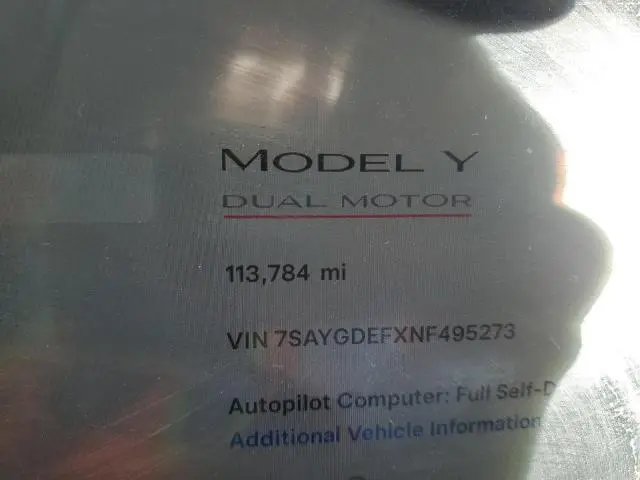 MODEL Y
DUAL MOTOR
113,784 mi
VIN 7SAYGDEFXNF495273
Autopilot Computer: Full Self-D
Additional Vehicle Information